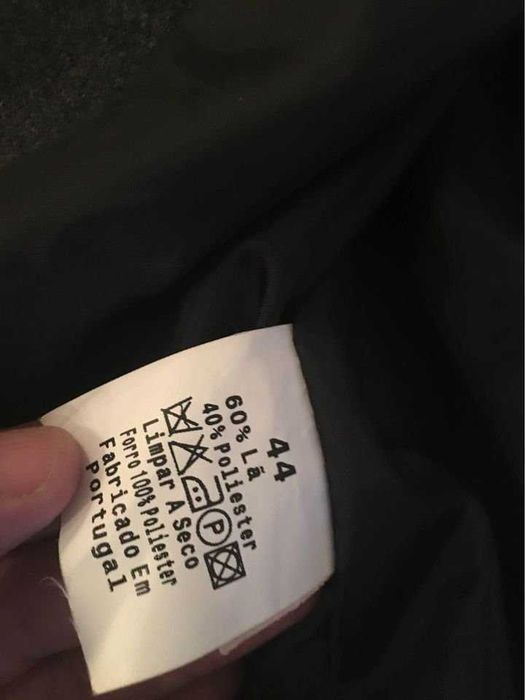 44
60% Lã
40% poliester
P
Limpar A Seco
Forro 100% Poliester
Fabricado Em
Portugal